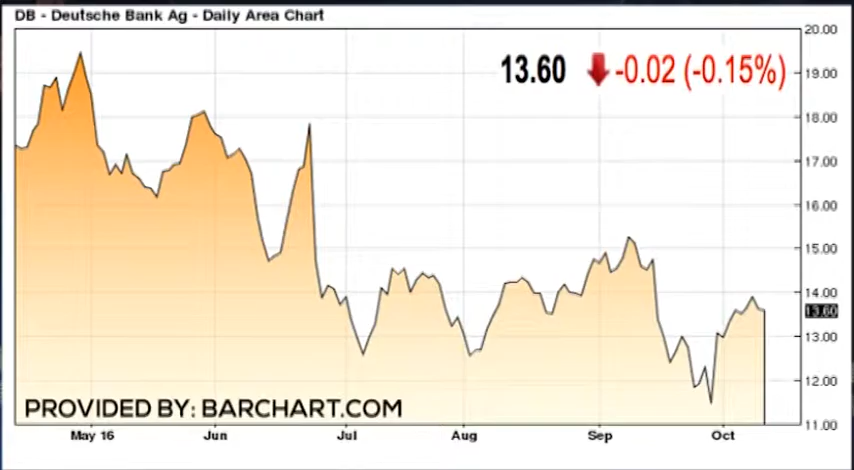 DB - Deutsche Bank Ag - Daily Area Chart
13.60 -0.02 (-0.15%)
20.00
19.00
18.00
17.00
16.00
15.00
14.00
13.60
13.00
12.00
11.00
PROVIDED BY: BARCHART.COM
May 16 Jun Jul Aug Sep Oct